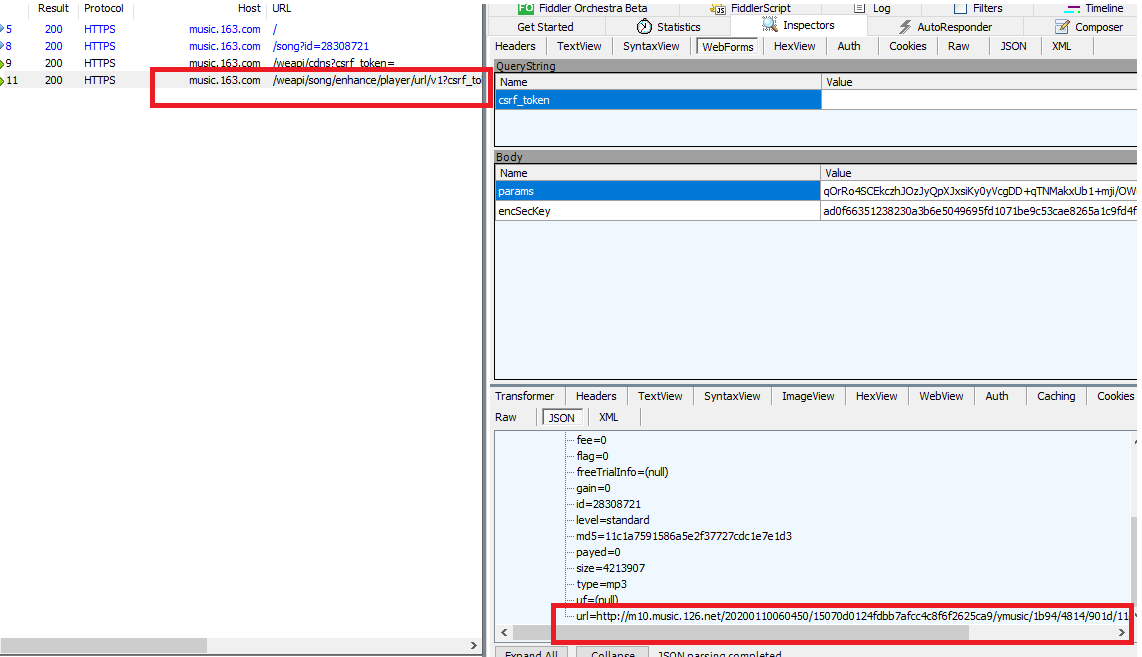 Result Protocol Host URL
5 200 HTTPS music.163.com /
8 200 HTTPS music.163.com /song?id=28308721
9 200 HTTPS music.163.com /weapi/cdns?csrf_token=
11 200 HTTPS music.163.com /weapi/song/enhance/player/url/v1?csrf_to
FO Fiddler Orchestra Beta JS FiddlerScript Log Filters Timeline
Get Started Statistics Inspectors AutoResponder Composer
Headers TextView SyntaxView WebForms HexView Auth Cookies Raw JSON XML
QueryString
Name Value
csrf_token
Body
Name Value
params qOrRo4SCEkczhJOzJyQpXJxsiKy0yVcgDD+qTNMakxUb1+mji/OW
encSecKey ad0f66351238230a3b6e5049695fd1071be9c53cae8265a1c9fd4f
Transformer Headers TextView SyntaxView ImageView HexView WebView Auth Caching Cookies
Raw JSON XML
fee=0
flag=0
freeTrialInfo=(null)
gain=0
id=28308721
level=standard
md5=11c1a7591586a5e2f37727cdc1e7e1d3
payed=0
size=4213907
type=mp3
uf=(null)
url=http://m10.music.126.net/20200110060450/15070d0124fdbb7afcc4c8f6f2625ca9/ymusic/1b94/4814/901d/11
Expand All Collapse JSON parsing completed.